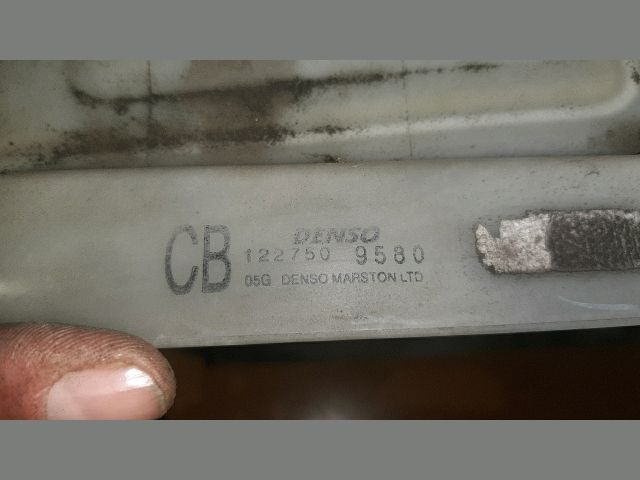 CB
DENSO
122750 9580
05G DENSO MARSTON LTD